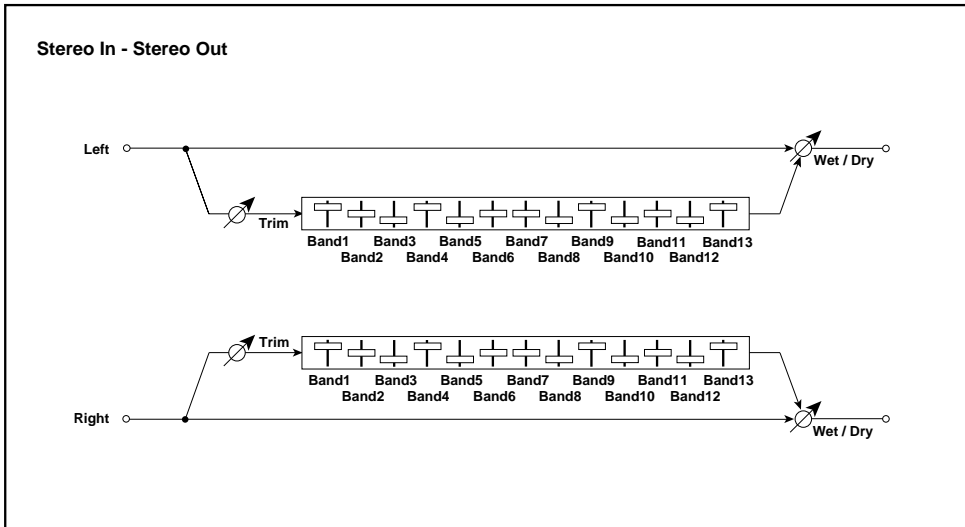 Stereo In - Stereo Out
Left
Wet / Dry
Trim
Band1 Band3 Band5 Band7 Band9 Band11 Band13
Band2 Band4 Band6 Band8 Band10 Band12
Trim
Band1 Band3 Band5 Band7 Band9 Band11 Band13
Band2 Band4 Band6 Band8 Band10 Band12
Right
Wet / Dry